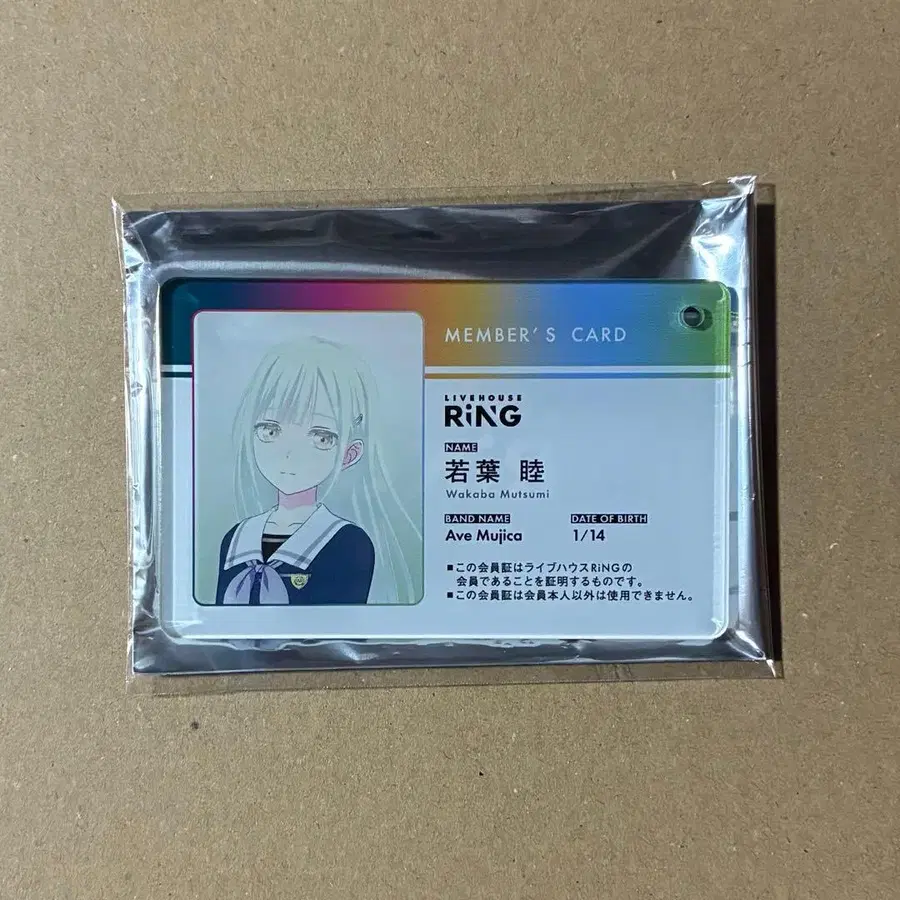 MEMBER'S CARD
LIVEHOUSE
RiNG
NAME
若葉 睦
Wakaba Mutsumi
BAND NAME
DATE OF BIRTH
Ave Mujica
1/14
■この会員証はライブハウスRiNGの
会員であることを証明するものです。
■この会員証は会員本人以外は使用できません。